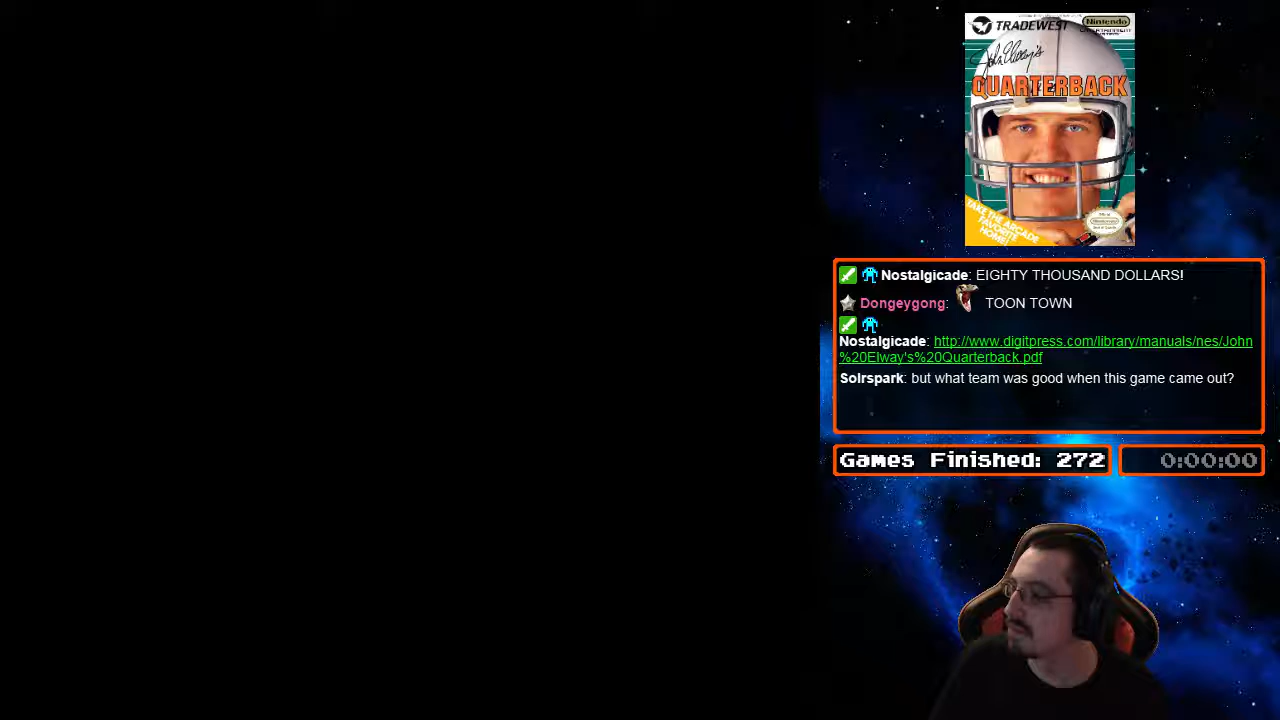 TRADEWEST
Nintendo
ENTERTAINMENT
John Elway's
QUARTERBACK
TAKE THE ARCADE
FAVORITE
HOME!
Nostalgicade: EIGHTY THOUSAND DOLLARS!
Dongeygong: TOON TOWN
Nostalgicade: http://www.digitpress.com/library/manuals/nes/John
%20Elway's%20Quarterback.pdf
Solrspark: but what team was good when this game came out?
Games Finished: 272
0:00:00